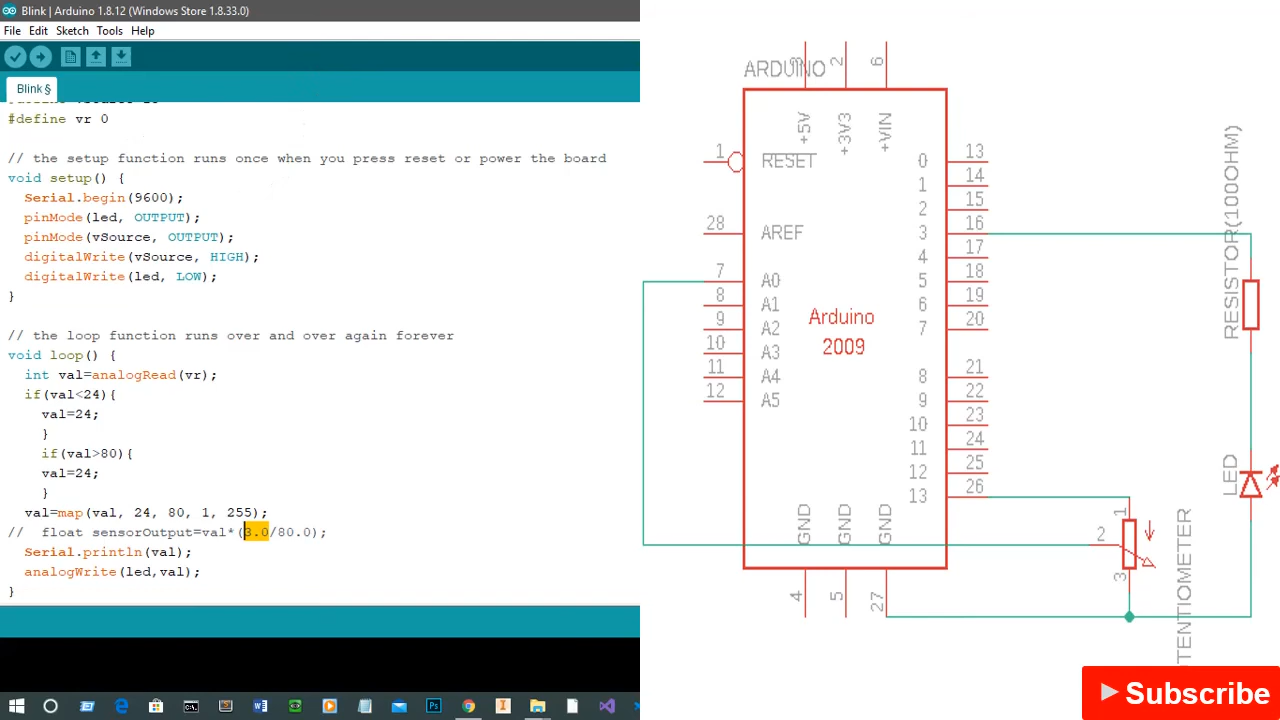 Blink | Arduino 1.8.12 (Windows Store 1.8.33.0)
File Edit Sketch Tools Help
Blink §
#define vr 0
// the setup function runs once when you press reset or power the board
void setup() {
Serial.begin(9600);
pinMode(led, OUTPUT);
pinMode(vSource, OUTPUT);
digitalWrite(vSource, HIGH);
digitalWrite(led, LOW);
}
// the loop function runs over and over again forever
void loop() {
int val=analogRead(vr);
if(val<24){
val=24;
}
if(val>80){
val=24;
}
val=map(val, 24, 80, 1, 255);
// float sensorOutput=val*(3.0/80.0);
Serial.println(val);
analogWrite(led,val);
}
ARDUINO
3
2
6
+5V
+3V3
+VIN
1
RESET
28
AREF
7
A0
8
A1
9
A2
10
A3
11
A4
12
A5
Arduino
2009
0
13
1
14
2
15
3
16
4
17
5
18
6
19
7
20
8
21
9
22
10
23
11
24
12
25
13
26
GND
GND
GND
4
5
27
RESISTOR(100OHM)
LED
1
2
3
TENTIOMETER
Subscribe